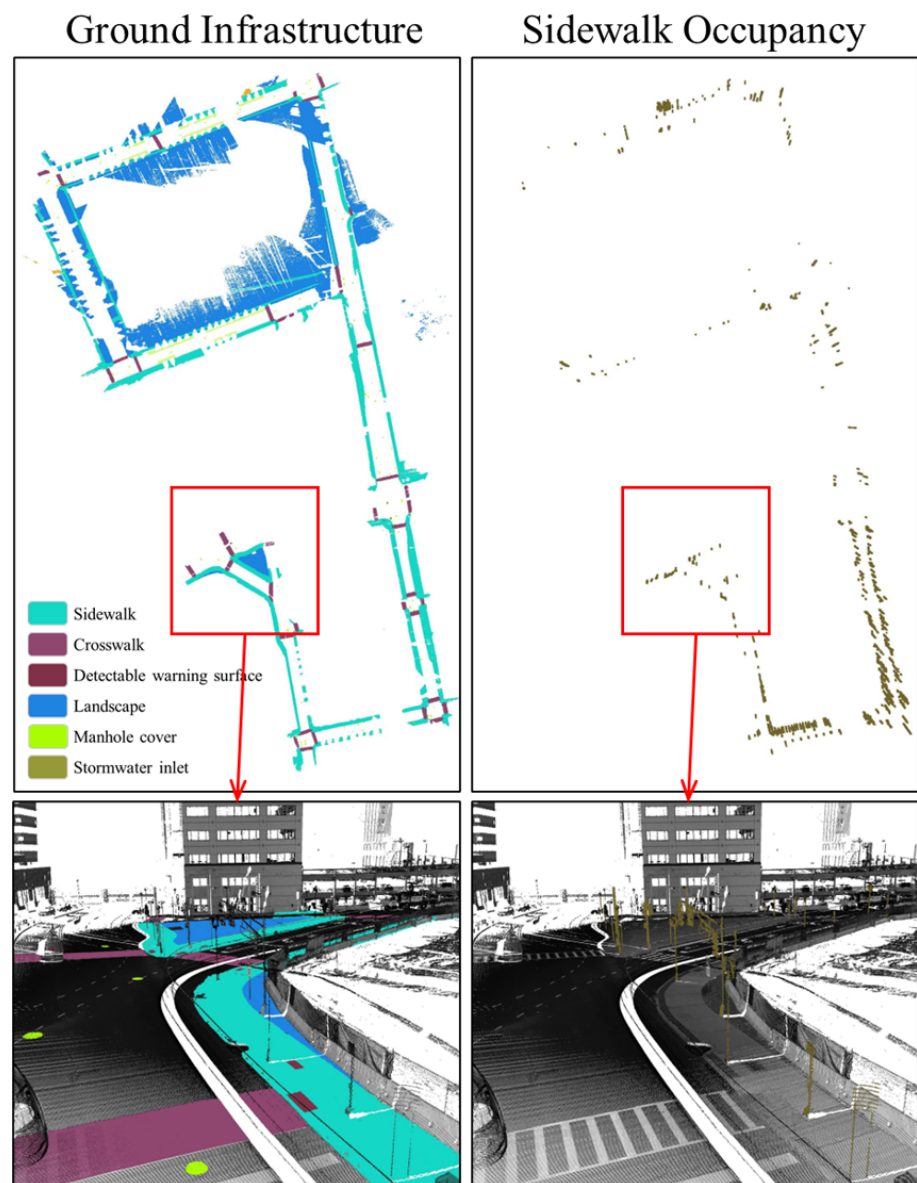 Ground Infrastructure
Sidewalk Occupancy
Sidewalk
Crosswalk
Detectable warning surface
Landscape
Manhole cover
Stormwater inlet